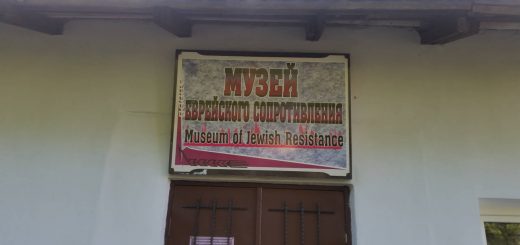 МУЗЕЙ
ЕВРЕЙСКОГО СОПРОТИВЛЕНИЯ
Museum of Jewish Resistance